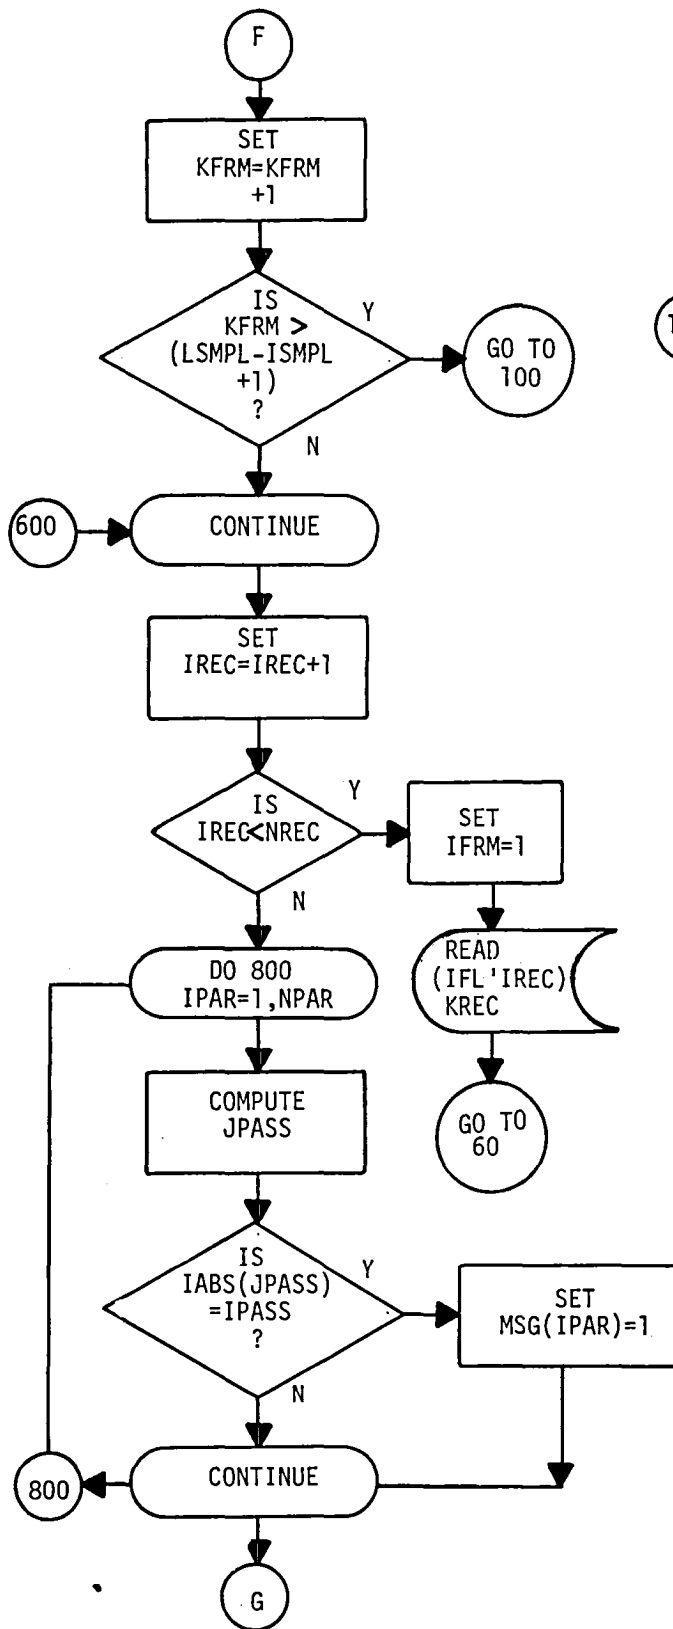 F
SET
KFRM=KFRM
+1
IS
KFRM >
(LSMPL-ISMPL
+1)
?
Y
GO TO
100
N
600
CONTINUE
SET
IREC=IREC+1
IS
IREC<NREC
Y
SET
IFRM=1
N
DO 800
IPAR=1,NPAR
READ
(IFL'IREC)
KREC
COMPUTE
JPASS
GO TO
60
IS
IABS(JPASS)
=IPASS
?
Y
SET
MSG(IPAR)=1
N
800
CONTINUE
G